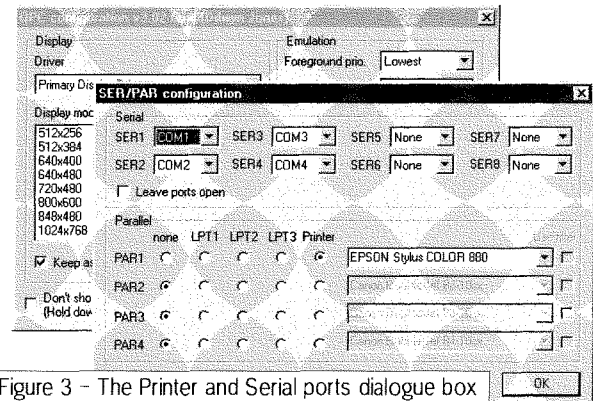 Display
Driver
Primary Dis
Display mod
512x256
512x384
640x400
640x480
720x480
800x600
848x480
1024x768
Keep as
Don't sho
(Hold dow
Emulation
Foreground prio. Lowest
SER/PAR configuration
Serial
SER1 COM1 SER3 COM3 SER5 None SER7 None
SER2 COM2 SER4 COM4 SER6 None SER8 None
Leave ports open
Parallel
none LPT1 LPT2 LPT3 Printer
PAR1 EPSON Stylus COLOR 880
PAR2
PAR3
PAR4
OK
Figure 3 - The Printer and Serial ports dialogue box